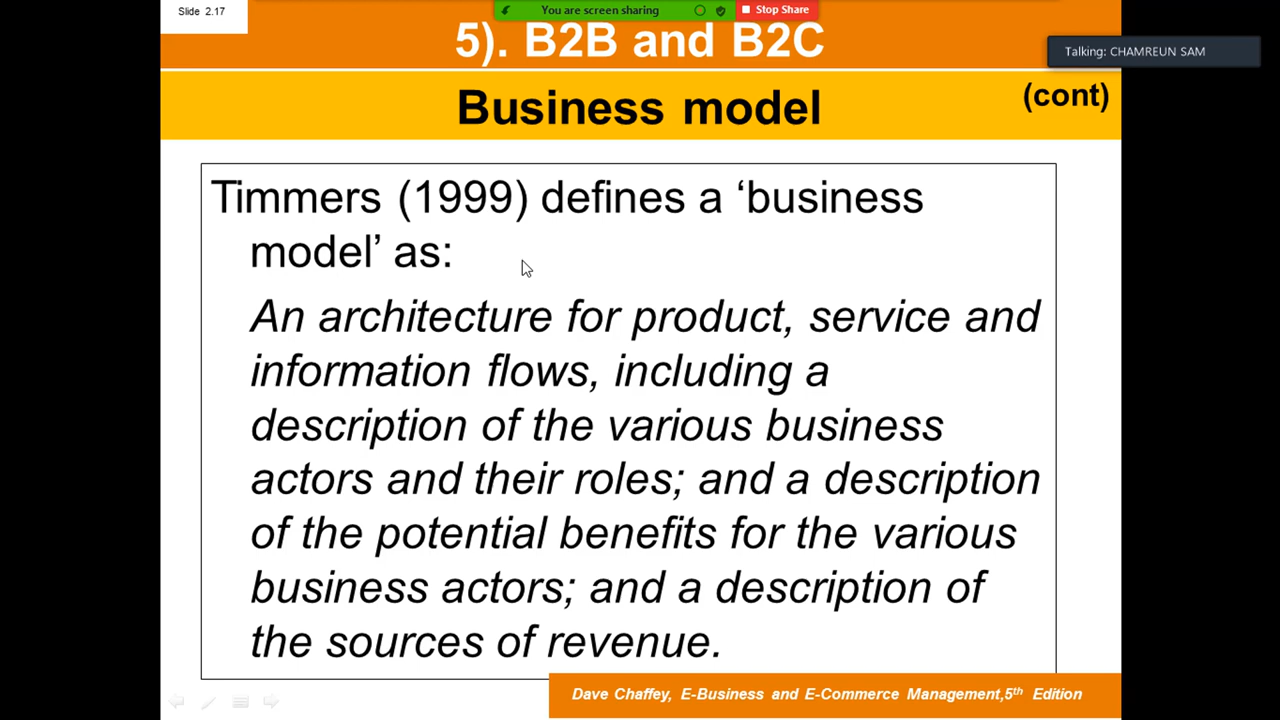 Slide 2.17
You are screen sharing
Stop Share
5). B2B and B2C
Talking: CHAMREUN SAM
Business model
(cont)
Timmers (1999) defines a ‘business
model’ as:
An architecture for product, service and
information flows, including a
description of the various business
actors and their roles; and a description
of the potential benefits for the various
business actors; and a description of
the sources of revenue.
Dave Chaffey, E-Business and E-Commerce Management,5th Edition